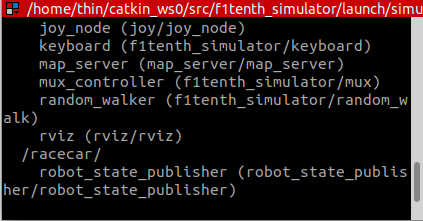 /home/thin/catkin_ws0/src/f1tenth_simulator/launch/simu
joy_node (joy/joy_node)
keyboard (f1tenth_simulator/keyboard)
map_server (map_server/map_server)
mux_controller (f1tenth_simulator/mux)
random_walker (f1tenth_simulator/random_w
alk)
rviz (rviz/rviz)
/racecar/
robot_state_publisher (robot_state_publis
her/robot_state_publisher)